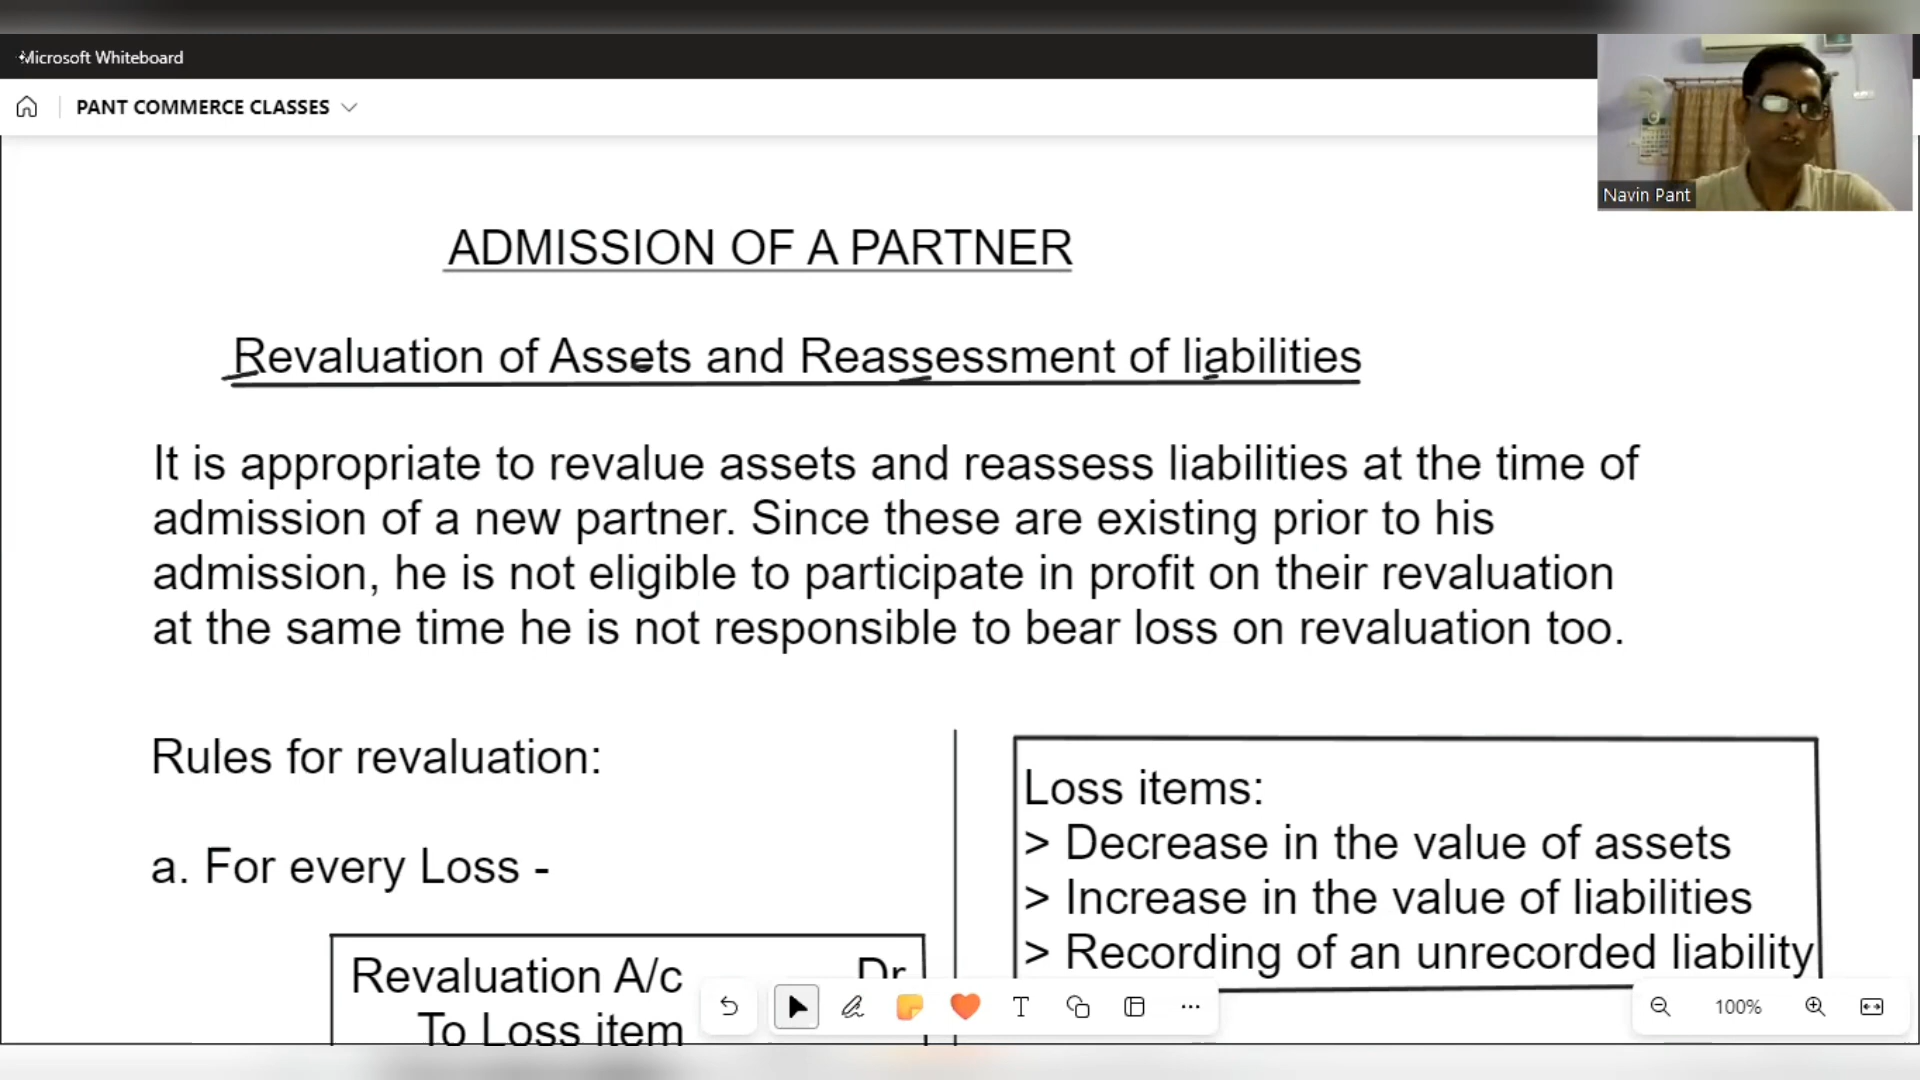 Microsoft Whiteboard
PANT COMMERCE CLASSES
Navin Pant
ADMISSION OF A PARTNER
Revaluation of Assets and Reassessment of liabilities
It is appropriate to revalue assets and reassess liabilities at the time of
admission of a new partner. Since these are existing prior to his
admission, he is not eligible to participate in profit on their revaluation
at the same time he is not responsible to bear loss on revaluation too.
Rules for revaluation:
a. For every Loss -
Revaluation A/c Dr
To Loss item
Loss items:
> Decrease in the value of assets
> Increase in the value of liabilities
> Recording of an unrecorded liability
100%